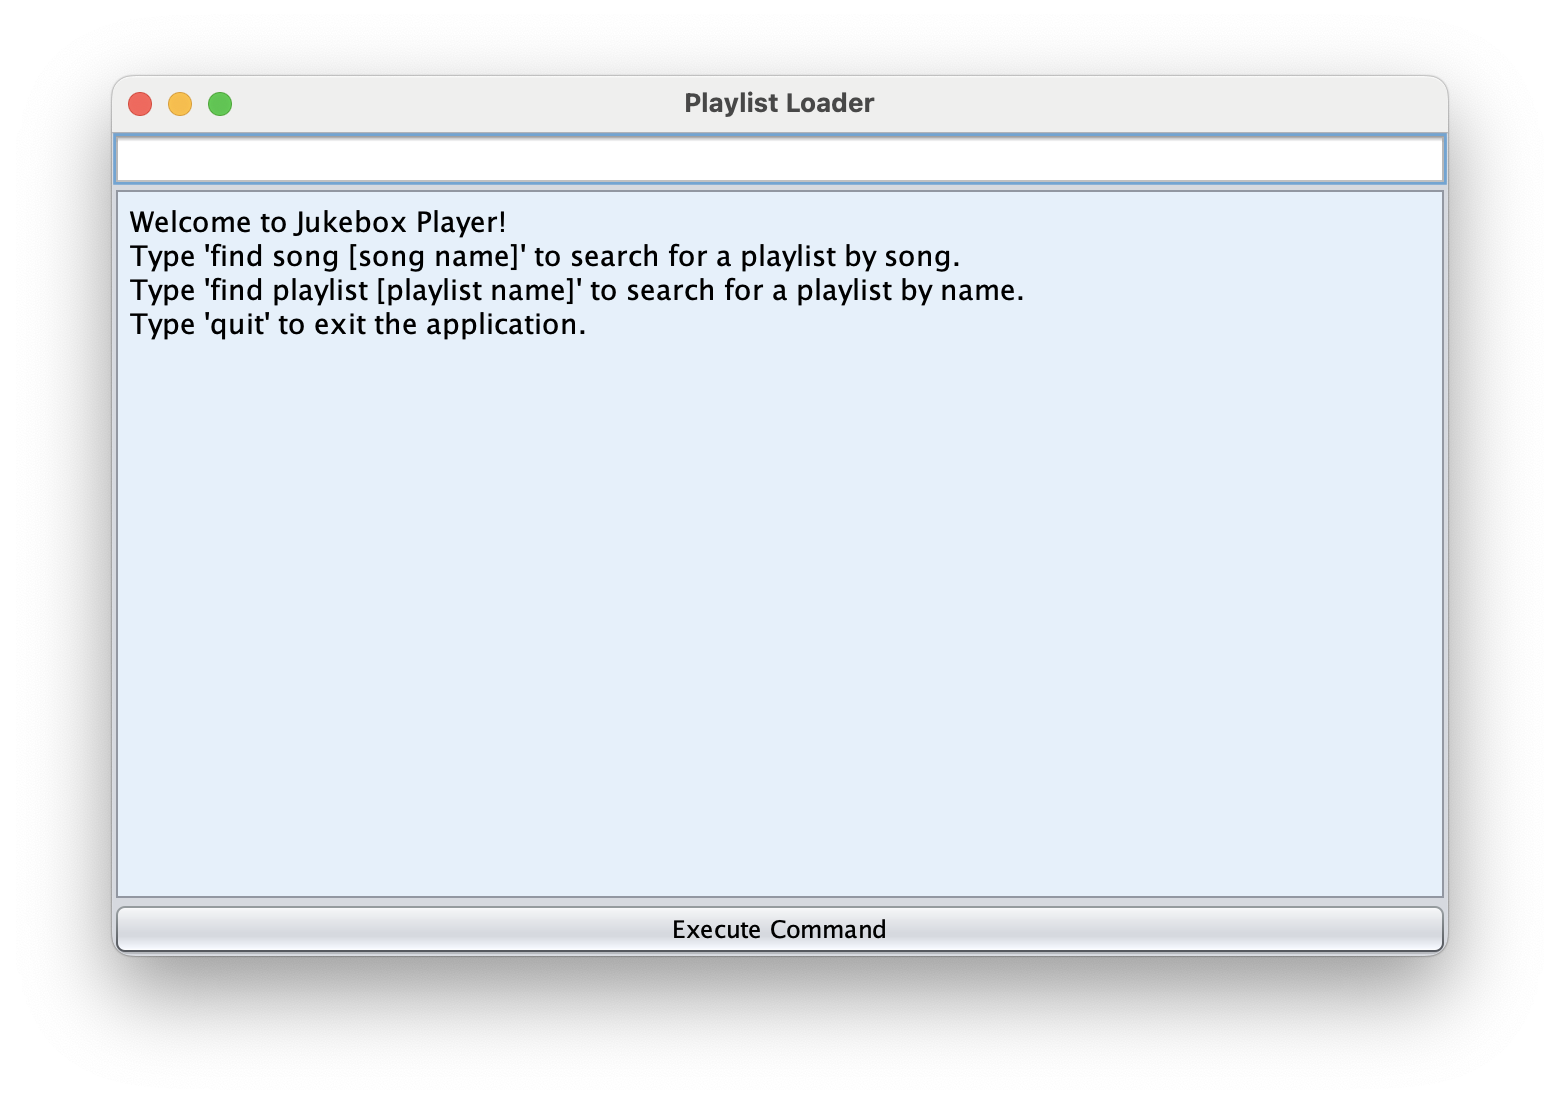 Playlist Loader
Welcome to Jukebox Player!
Type 'find song [song name]' to search for a playlist by song.
Type 'find playlist [playlist name]' to search for a playlist by name.
Type 'quit' to exit the application.
Execute Command